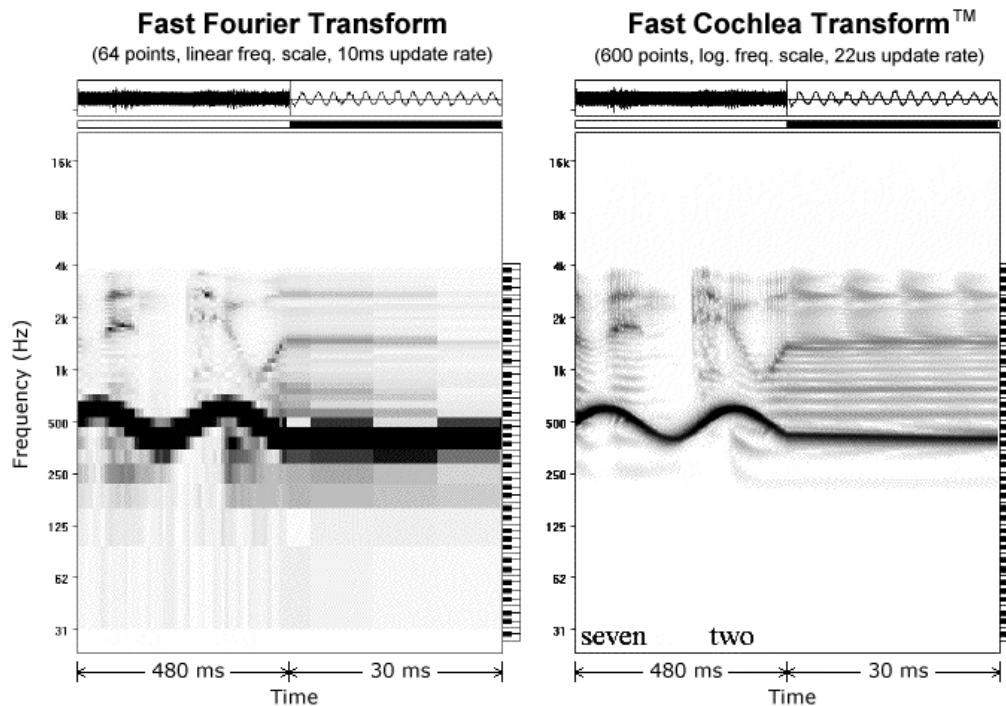 Fast Fourier Transform
(64 points, linear freq. scale, 10ms update rate)
Frequency (Hz)
16k
8k
4k
2k
1k
500
250
125
62
31
480 ms
30 ms
Time
Fast Cochlea Transform™
(600 points, log. freq. scale, 22us update rate)
16k
8k
4k
2k
1k
500
250
125
62
31
seven two
480 ms
30 ms
Time